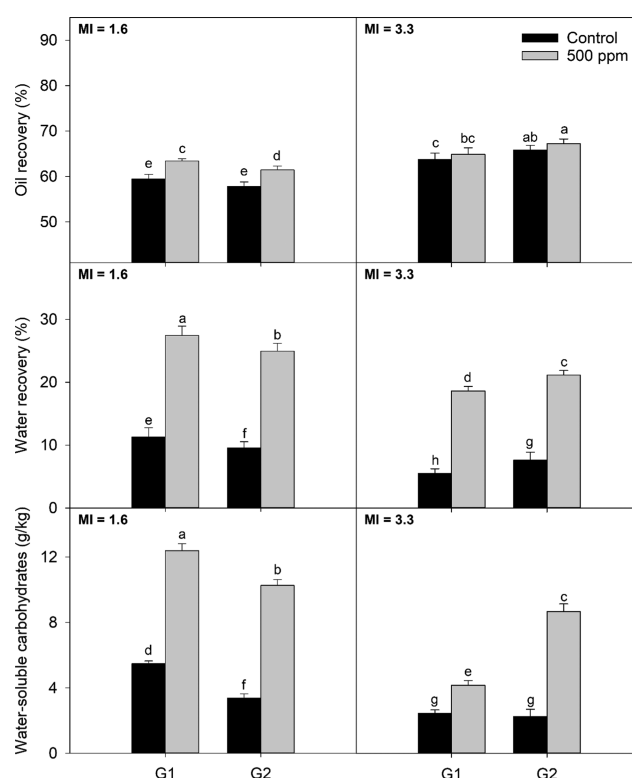 MI = 1.6
MI = 3.3
Control
500 ppm
Oil recovery (%)
90
80
70
60
50
e
c
e
d
c
bc
ab
a
MI = 1.6
MI = 3.3
Water recovery (%)
30
20
10
0
e
a
f
b
h
d
g
c
MI = 1.6
MI = 3.3
Water-soluble carbohydrates (g/kg)
12
8
4
0
d
a
f
b
g
e
g
c
G1
G2
G1
G2